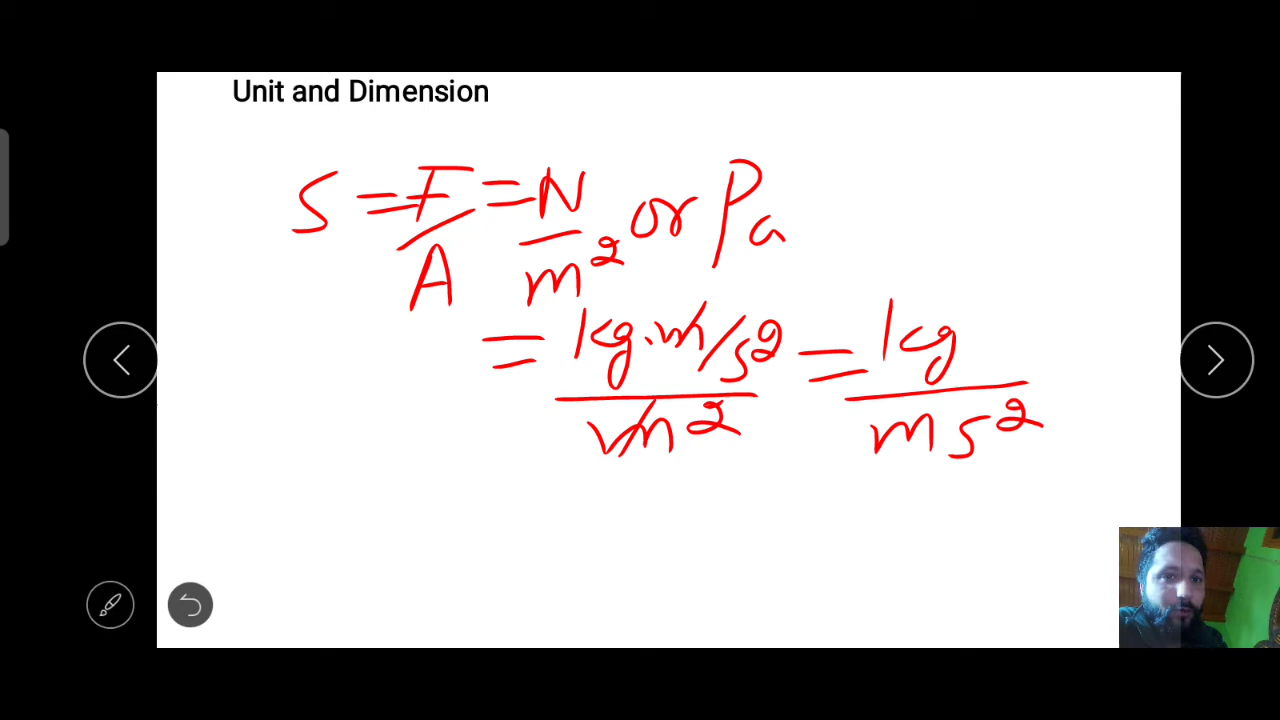 Unit and Dimension
S = F/A = N/m² or Pa
= kg.m/s²/m² = kg/ms²